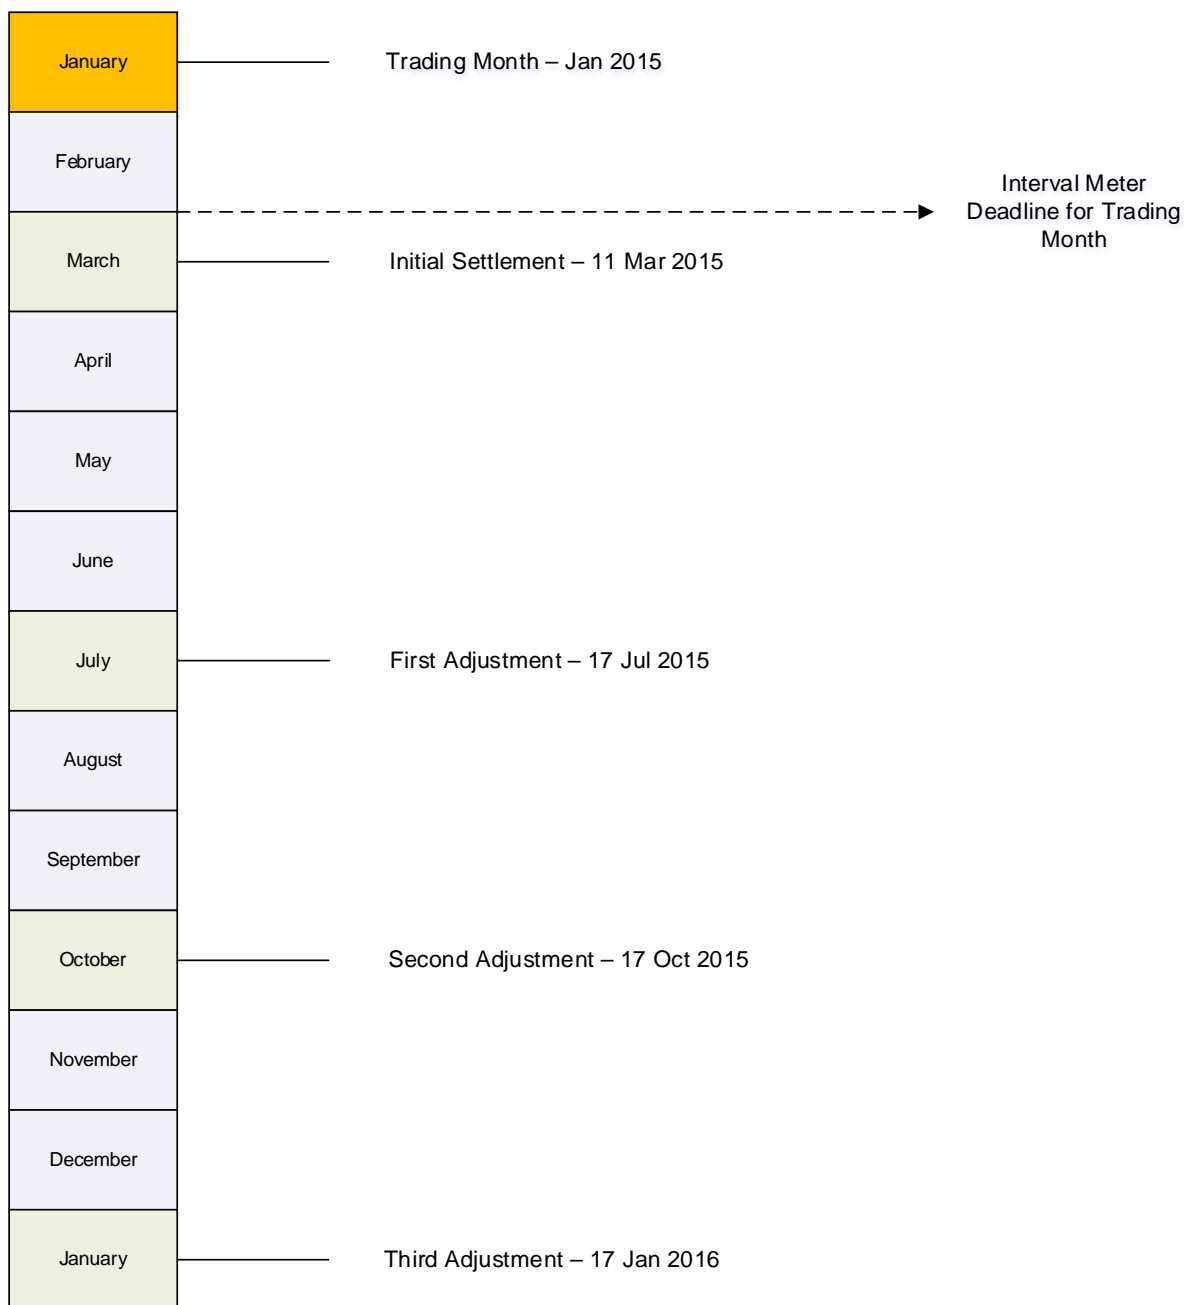 January
Trading Month – Jan 2015
February
Interval Meter
Deadline for Trading
Month
March
Initial Settlement – 11 Mar 2015
April
May
June
July
First Adjustment – 17 Jul 2015
August
September
October
Second Adjustment – 17 Oct 2015
November
December
January
Third Adjustment – 17 Jan 2016